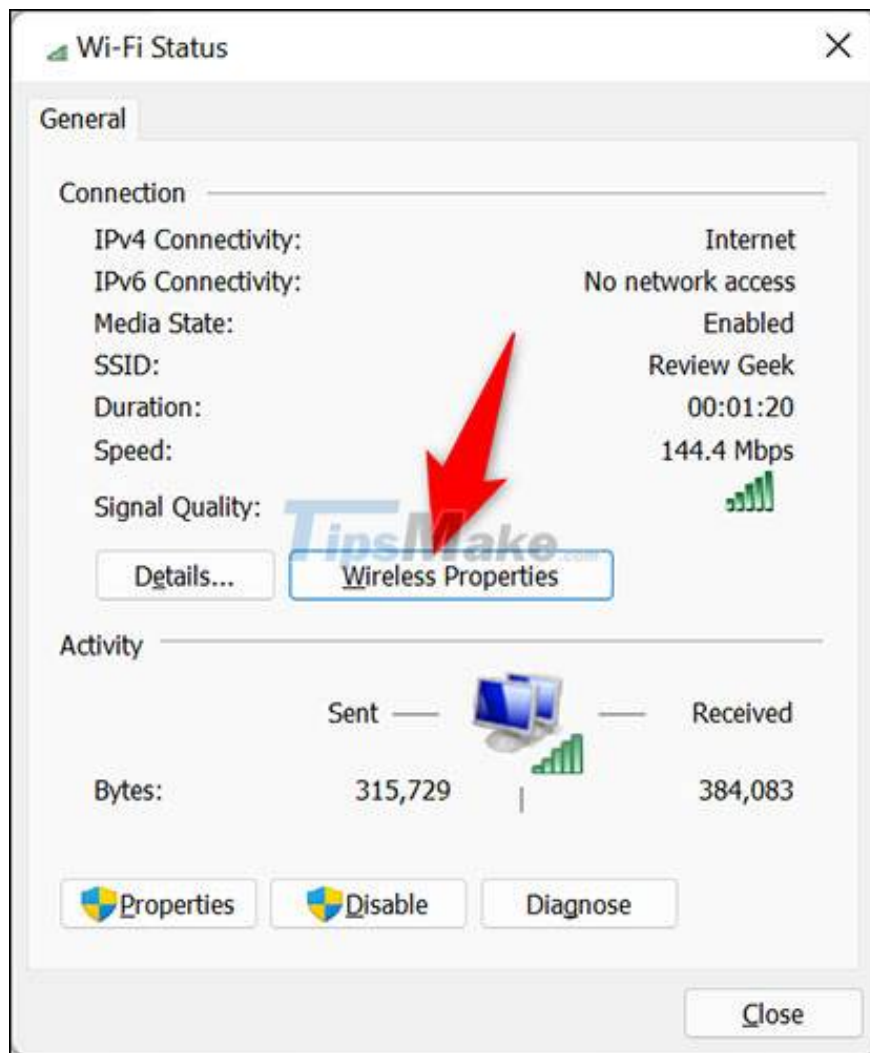 Wi-Fi Status
General
Connection
IPv4 Connectivity: Internet
IPv6 Connectivity: No network access
Media State: Enabled
SSID: Review Geek
Duration: 00:01:20
Speed: 144.4 Mbps
Signal Quality:
TipsMake.com
Details... Wireless Properties
Activity
Sent Received
Bytes: 315,729 384,083
Properties Disable Diagnose
Close